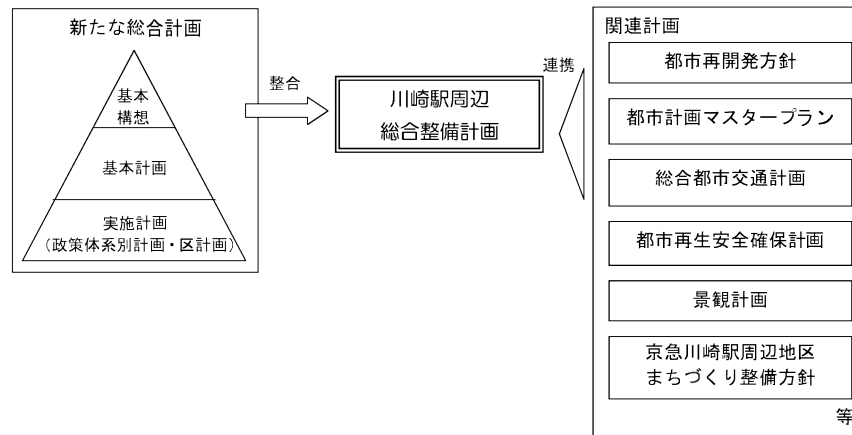 新たな総合計画
基本
構想
基本計画
実施計画
（政策体系別計画・区計画）
整合
川崎駅周辺
総合整備計画
連携
関連計画
都市再開発方針
都市計画マスタープラン
総合都市交通計画
都市再生安全確保計画
景観計画
京急川崎駅周辺地区
まちづくり整備方針
等